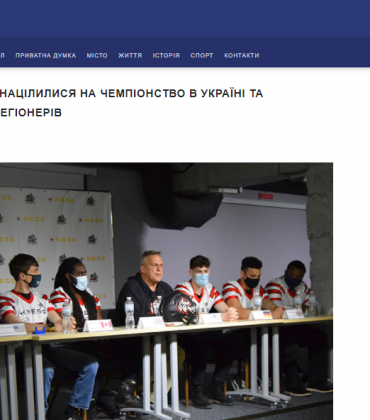 Я ПРИВАТНА ДУМКА МІСТО ЖИТТЯ ІСТОРІЯ СПОРТ КОНТАКТИ
НАЦІЛИЛИСЯ НА ЧЕМПІОНСТВО В УКРАЇНІ ТА
ЕГІОНЕРІВ